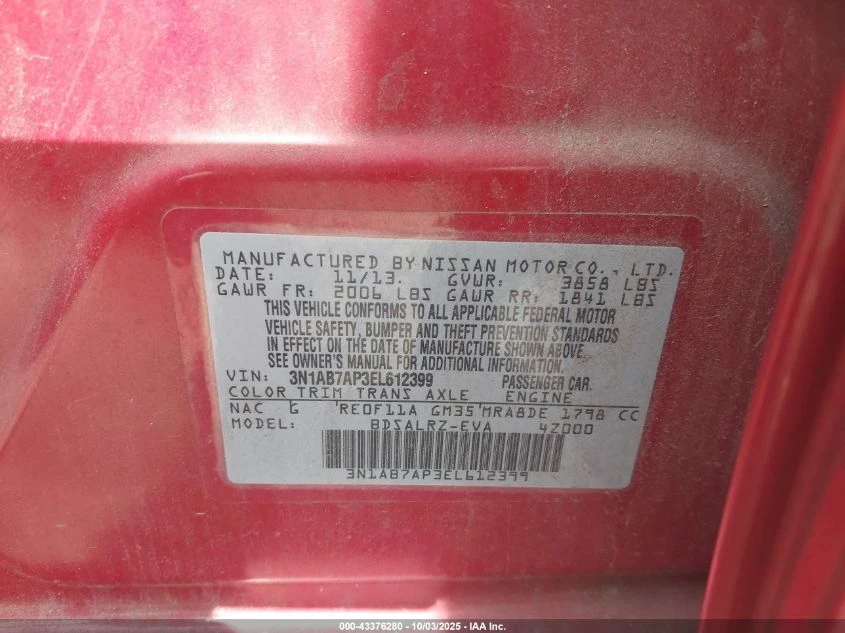 MANUFACTURED BY NISSAN MOTOR CO., LTD.
DATE: 11/13. GVWR: 3858 LBS
GAWR FR: 2006 LBS GAWR RR: 1841 LBS
THIS VEHICLE CONFORMS TO ALL APPLICABLE FEDERAL MOTOR
VEHICLE SAFETY, BUMPER AND THEFT PREVENTION STANDARDS
IN EFFECT ON THE DATE OF MANUFACTURE SHOWN ABOVE.
SEE OWNER'S MANUAL FOR ADDITIONAL INFORMATION.
VIN: 3N1AB7AP3EL612399 PASSENGER CAR.
COLOR TRIM TRANS AXLE ENGINE
NAC G RE0F11A GM35 MRA8DE 1798 CC
MODEL: BDSALRZ-EVA 4Z000
3N1AB7AP3EL612399
000-43376280 - 10/03/2025 - IAA Inc.